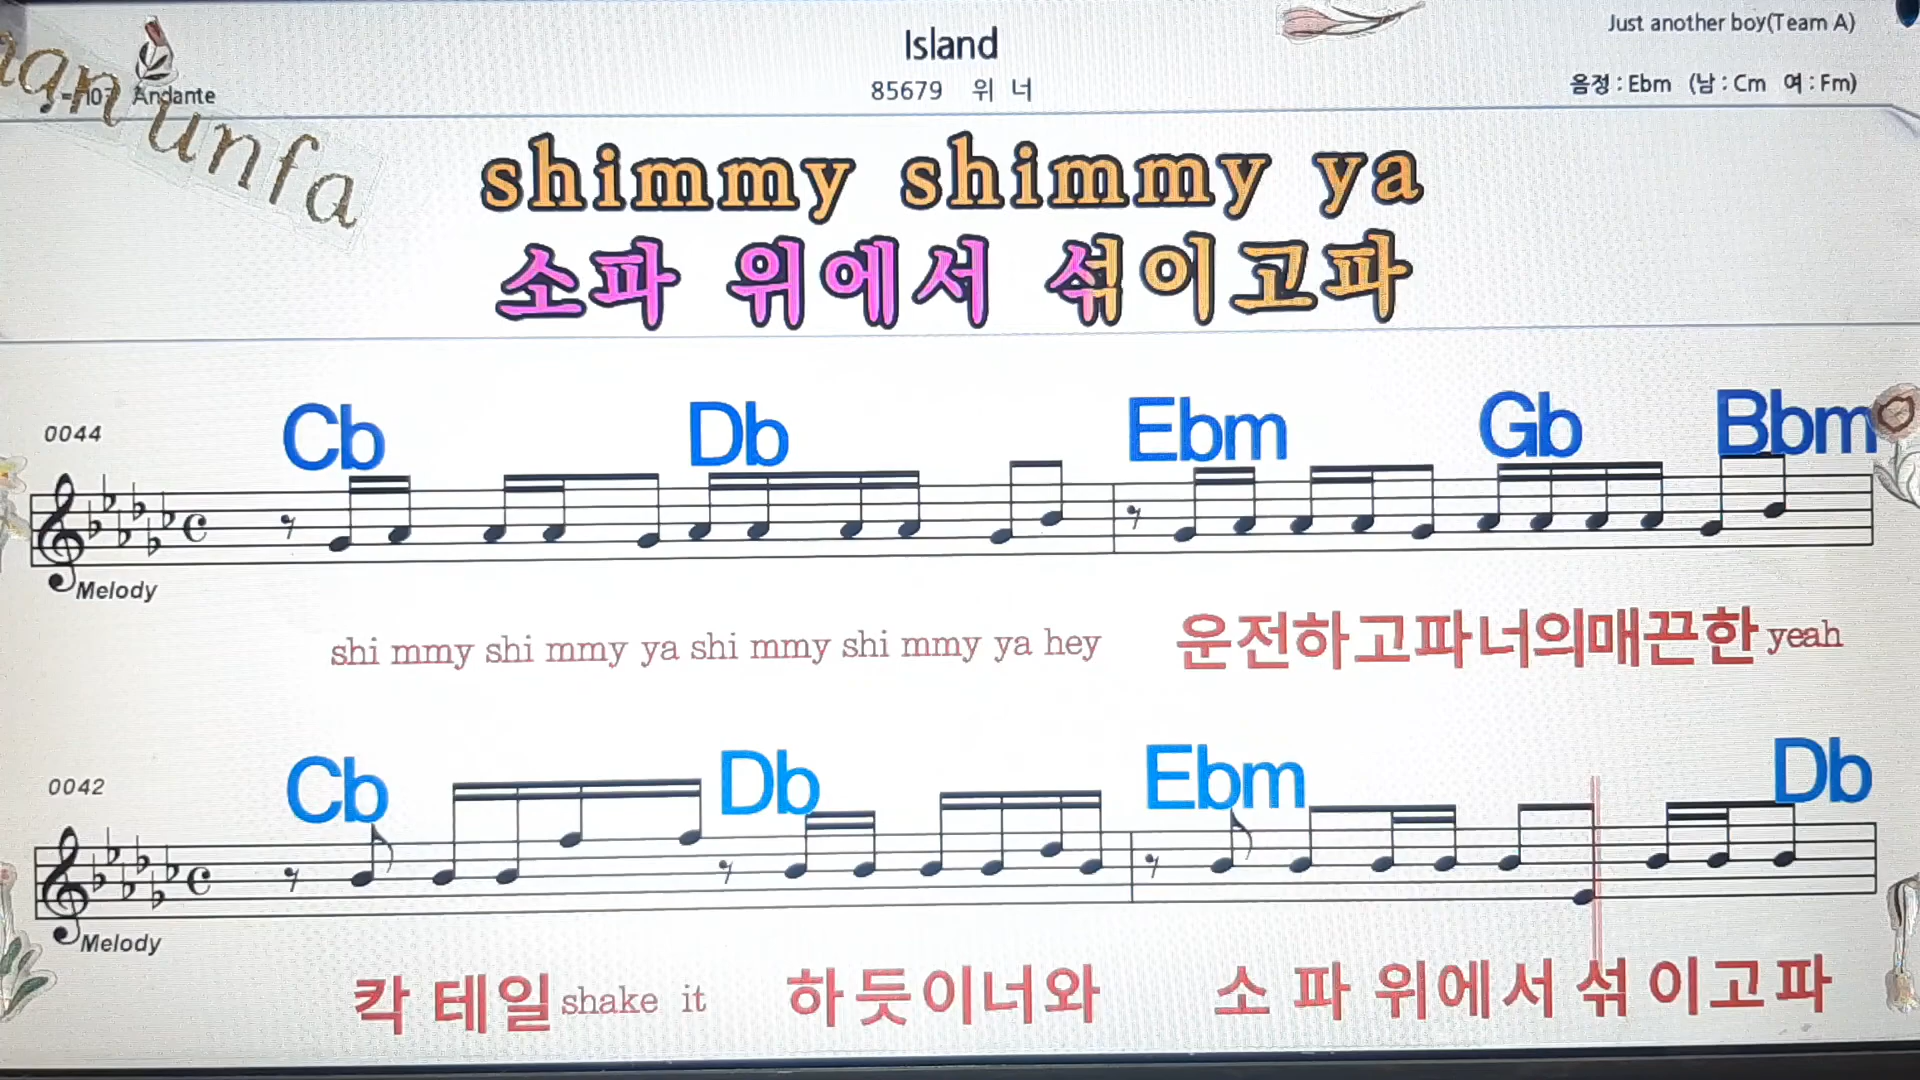 Just another boy(Team A)
Island
85679 위 너
음정 : Ebm (남 : Cm 여 : Fm)
Andante
unfa
shimmy shimmy ya
소파 위에서 섞이고파
Cb Db Ebm Gb Bbm
0044
Melody
shi mmy shi mmy ya shi mmy shi mmy ya hey 운전하고파너의매끈한 yeah
Cb Db Ebm Db
0042
Melody
칵 테일 shake it 하듯이너와 소 파 위에서 섞이고파